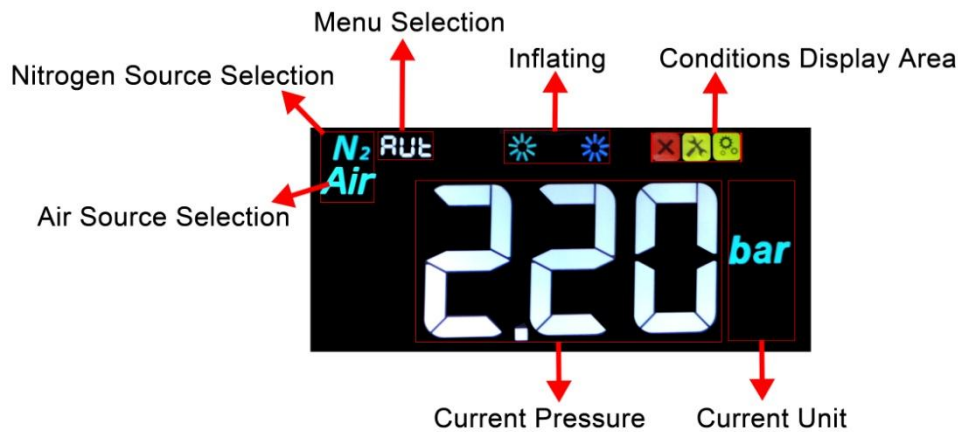 Menu Selection
Nitrogen Source Selection
Inflating
Conditions Display Area
N2
AUt
Air
Air Source Selection
2.20
bar
Current Pressure
Current Unit